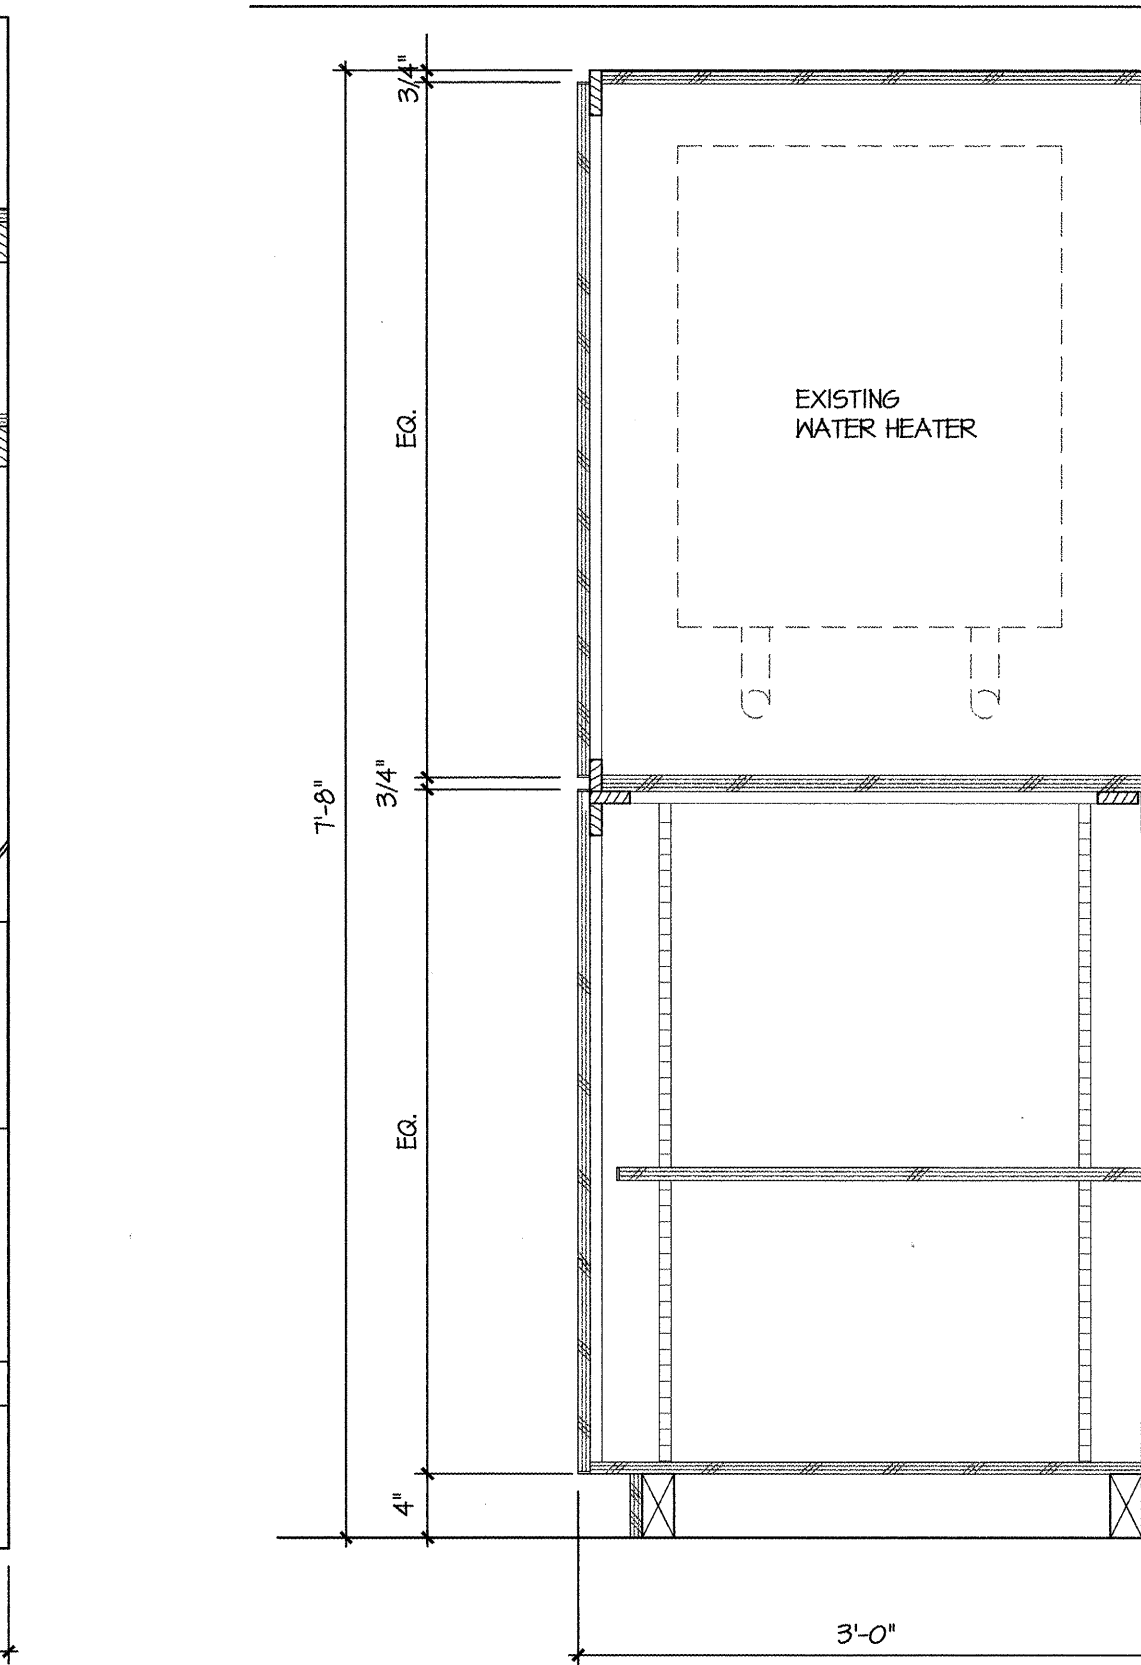 3/4"
EQ.
EXISTING
WATER HEATER
3/4"
7'-8"
EQ.
4"
3'-0"